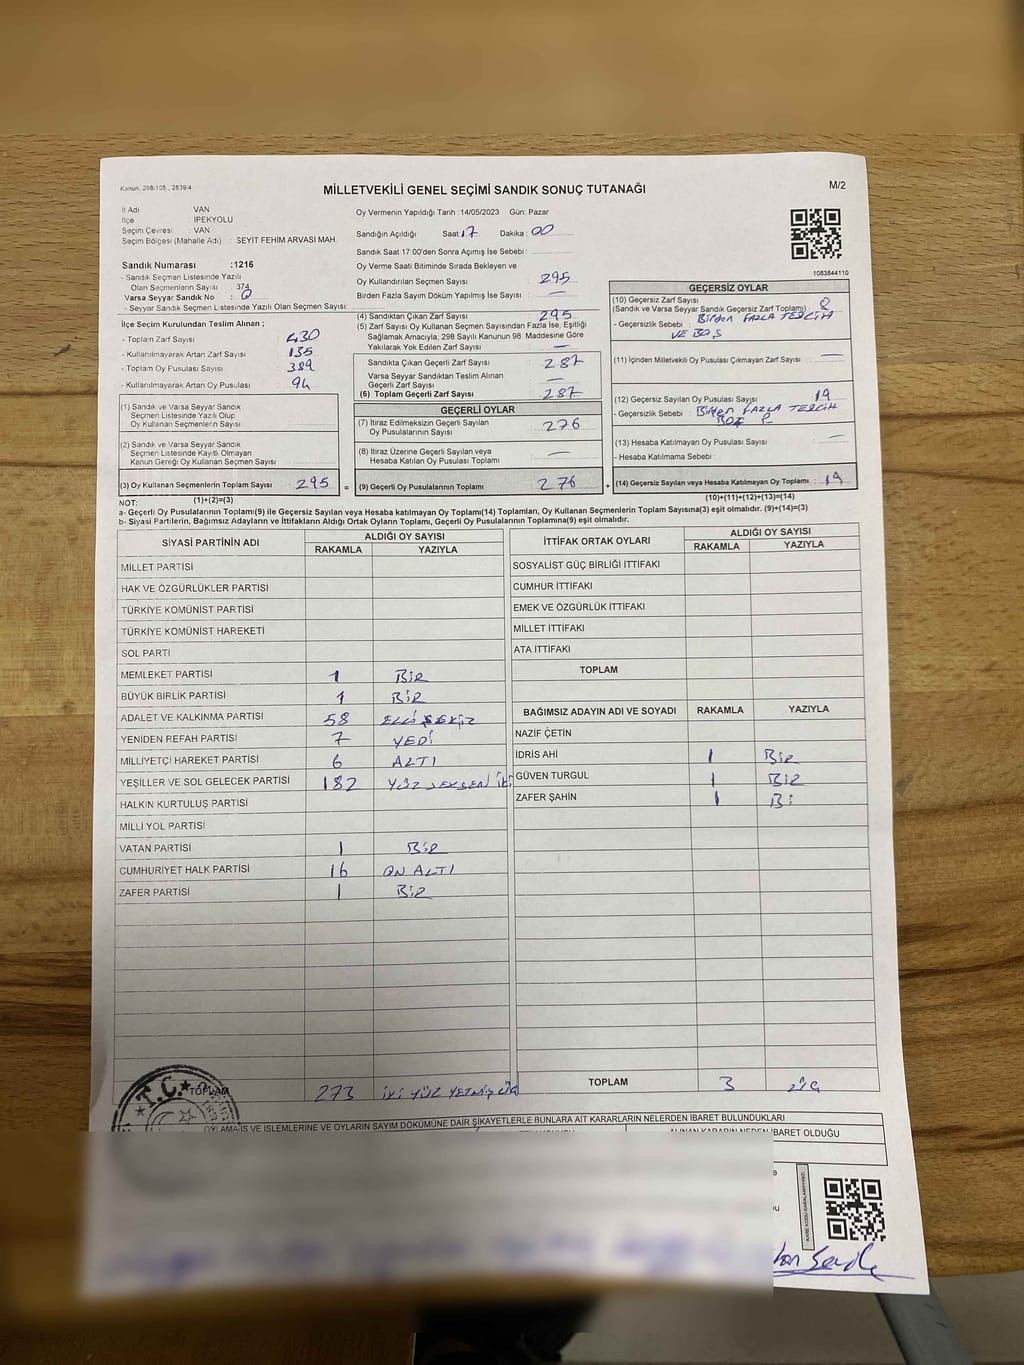 Kanun. 298/105 , 2839/4
MİLLETVEKİLİ GENEL SEÇİMİ SANDIK SONUÇ TUTANAĞI
M/2
İl Adı VAN
İlçe İPEKYOLU
Seçim Çevresi VAN
Seçim Bölgesi (Mahalle Adı) : SEYİT FEHİM ARVASİ MAH.
Sandık Numarası :1216
- Sandık Seçmen Listesinde Yazılı
Olan Seçmenlerin Sayısı : 374
Varsa Seyyar Sandık No : 0
- Seyyar Sandık Seçmen Listesinde Yazılı Olan Seçmen Sayısı:
İlçe Seçim Kurulundan Teslim Alınan ;
- Toplam Zarf Sayısı : 430
- Kullanılmayarak Artan Zarf Sayısı : 135
- Toplam Oy Pusulası Sayısı : 389
- Kullanılmayarak Artan Oy Pusulası : 94
(1) Sandık ve Varsa Seyyar Sandık
Seçmen Listesinde Yazılı Olup
Oy Kullanan Seçmenlerin Sayısı :
(2) Sandık ve Varsa Seyyar Sandık
Seçmen Listesinde Kayıtlı Olmayan
Kanun Gereği Oy Kullanan Seçmen Sayısı :
(3) Oy Kullanan Seçmenlerin Toplam Sayısı : 295 =
(1)+(2)=(3)
Oy Vermenin Yapıldığı Tarih :14/05/2023 Gün: Pazar
Sandığın Açıldığı Saat: 17 Dakika: 00
Sandık Saat 17:00'den Sonra Açımış İse Sebebi :
Oy Verme Saati Bitiminde Sırada Bekleyen ve
Oy Kullandırılan Seçmen Sayısı : 295
Birden Fazla Sayım Döküm Yapılmış İse Sayısı : —
(4) Sandıktan Çıkan Zarf Sayısı : 295
(5) Zarf Sayısı Oy Kullanan Seçmen Sayısından Fazla İse, Eşitliği
Sağlamak Amacıyla, 298 Sayılı Kanunun 98. Maddesine Göre
Yakılarak Yok Edilen Zarf Sayısı : —
Sandıkta Çıkan Geçerli Zarf Sayısı : 287
Varsa Seyyar Sandıktan Teslim Alınan
Geçerli Zarf Sayısı : —
(6) Toplam Geçerli Zarf Sayısı : 287
GEÇERLİ OYLAR
(7) İtiraz Edilmeksizin Geçerli Sayılan
Oy Pusulalarının Sayısı : 276
(8) İtiraz Üzerine Geçerli Sayılan veya
Hesaba Katılan Oy Pusulası Toplamı : —
(9) Geçerli Oy Pusulalarının Toplamı : 276 +
1083844110
GEÇERSİZ OYLAR
(10) Geçersiz Zarf Sayısı 8
(Sandık ve Varsa Seyyar Sandık Geçersiz Zarf Toplamı) :
- Geçersizlik Sebebi : Birden FAZLA TERCİH
VE BOŞ
(11) İçinden Milletvekili Oy Pusulası Çıkmayan Zarf Sayısı : —
(12) Geçersiz Sayılan Oy Pusulası Sayısı : 19
- Geçersizlik Sebebi : Birden FAZLA TERCİH
(13) Hesaba Katılmayan Oy Pusulası Sayısı : —
- Hesaba Katılmama Sebebi :
(14) Geçersiz Sayılan veya Hesaba Katılmayan Oy Toplamı : 19
(10)+(11)+(12)+(13)=(14)
NOT:
a- Geçerli Oy Pusulalarının Toplamı(9) ile Geçersiz Sayılan veya Hesaba katılmayan Oy Toplamı(14) Toplamları, Oy Kullanan Seçmenlerin Toplam Sayısına(3) eşit olmalıdır. (9)+(14)=(3)
b- Siyasi Partilerin, Bağımsız Adayların ve İttifakların Aldığı Ortak Oyların Toplamı, Geçerli Oy Pusulalarının Toplamına(9) eşit olmalıdır.
SİYASİ PARTİNİN ADI ALDIĞI OY SAYISI
RAKAMLA YAZIYLA
MİLLET PARTİSİ
HAK VE ÖZGÜRLÜKLER PARTİSİ
TÜRKİYE KOMÜNİST PARTİSİ
TÜRKİYE KOMÜNİST HAREKETİ
SOL PARTİ
MEMLEKET PARTİSİ 1 BİR
BÜYÜK BİRLİK PARTİSİ 1 BİR
ADALET VE KALKINMA PARTİSİ 58 ELLİ SEKİZ
YENİDEN REFAH PARTİSİ 7 YEDİ
MİLLİYETÇİ HAREKET PARTİSİ 6 ALTI
YEŞİLLER VE SOL GELECEK PARTİSİ 182 YÜZ SEKSEN İKİ
HALKIN KURTULUŞ PARTİSİ
MİLLİ YOL PARTİSİ
VATAN PARTİSİ 1 BİR
CUMHURİYET HALK PARTİSİ 16 ON ALTI
ZAFER PARTİSİ 1 BİR
TOPLAM 273 İKİ YÜZ YETMİŞ ÜÇ
İTTİFAK ORTAK OYLARI ALDIĞI OY SAYISI
RAKAMLA YAZIYLA
SOSYALİST GÜÇ BİRLİĞİ İTTİFAKI
CUMHUR İTTİFAKI
EMEK VE ÖZGÜRLÜK İTTİFAKI
MİLLET İTTİFAKI
ATA İTTİFAKI
TOPLAM
BAĞIMSIZ ADAYIN ADI VE SOYADI RAKAMLA YAZIYLA
NAZİF ÇETİN
İDRİS AHİ 1 BİR
GÜVEN TURGUL 1 BİR
ZAFER ŞAHİN 1 Bİ
TOPLAM 3 ÜÇ
T.C.
OYLAMA İŞ VE İŞLEMLERİNE VE OYLARIN SAYIM DÖKÜMÜNE DAİR ŞİKAYETLERLE BUNLARA AİT KARARLARIN NELERDEN İBARET BULUNDUKLARI
ALINAN KARARIN NEDEN İBARET OLDUĞU